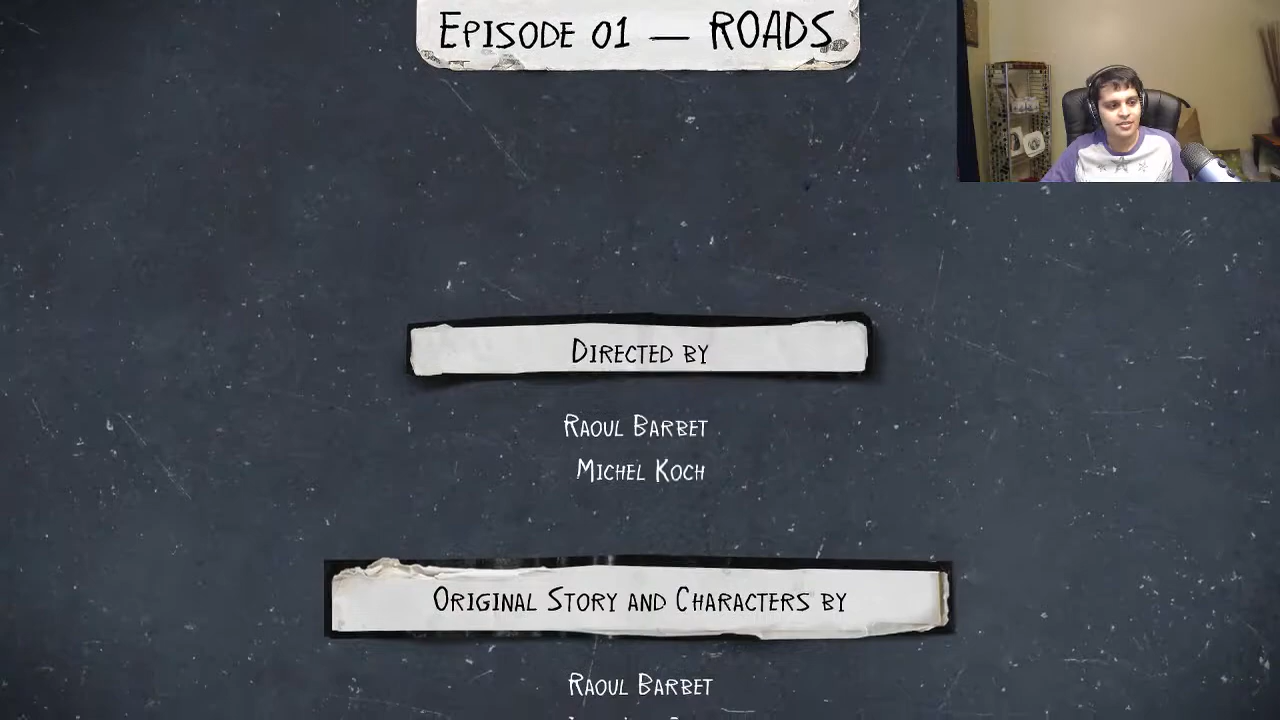 Episode 01 — ROADS
Directed by
Raoul Barbet
Michel Koch
Original Story and Characters by
Raoul Barbet